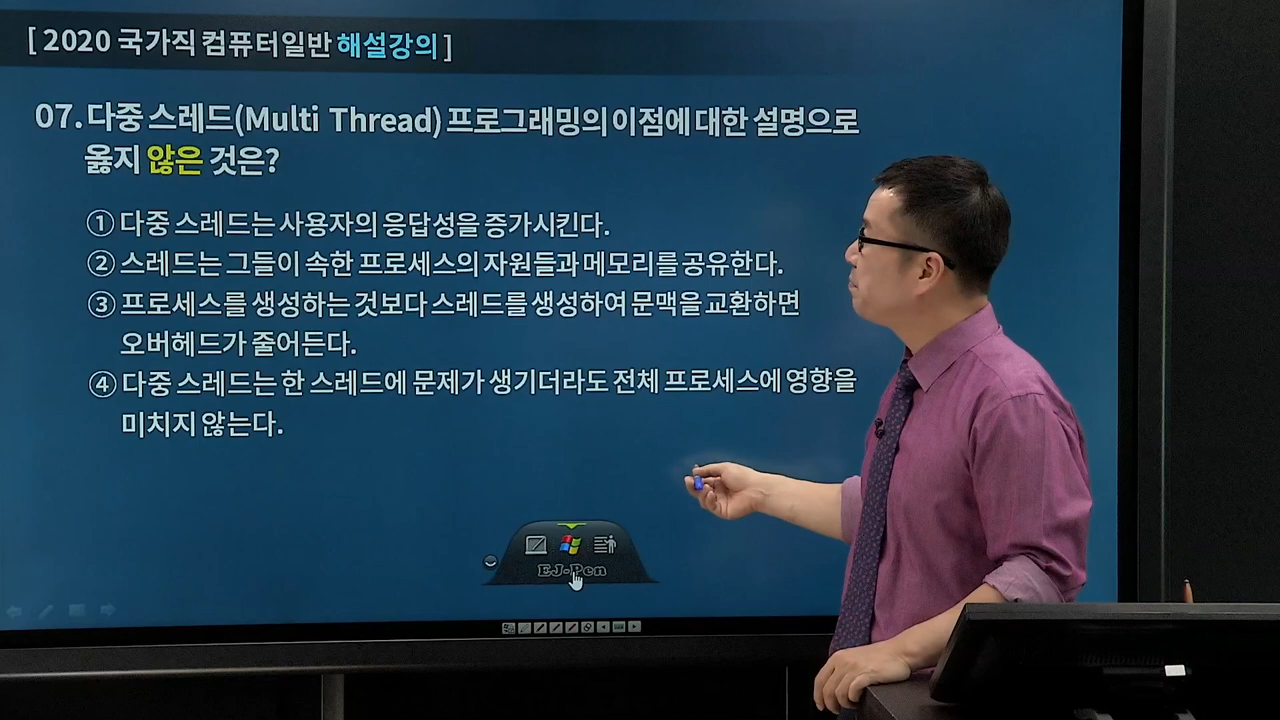 [ 2020 국가직 컴퓨터일반 해설강의 ]
07. 다중 스레드(Multi Thread) 프로그래밍의 이점에 대한 설명으로
옳지 않은 것은?
① 다중 스레드는 사용자의 응답성을 증가시킨다.
② 스레드는 그들이 속한 프로세스의 자원들과 메모리를 공유한다.
③ 프로세스를 생성하는 것보다 스레드를 생성하여 문맥을 교환하면
오버헤드가 줄어든다.
④ 다중 스레드는 한 스레드에 문제가 생기더라도 전체 프로세스에 영향을
미치지 않는다.
EJ-Pen